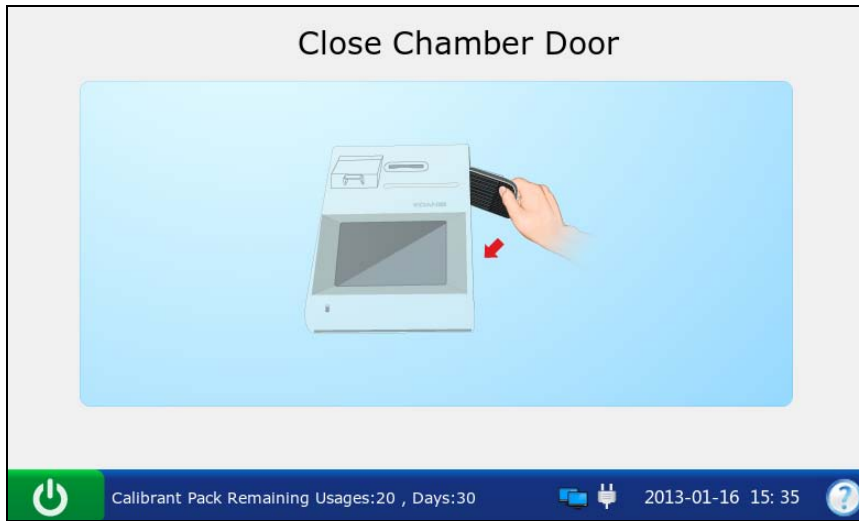 Close Chamber Door
Calibrant Pack Remaining Usages:20 , Days:30
2013-01-16 15: 35
?